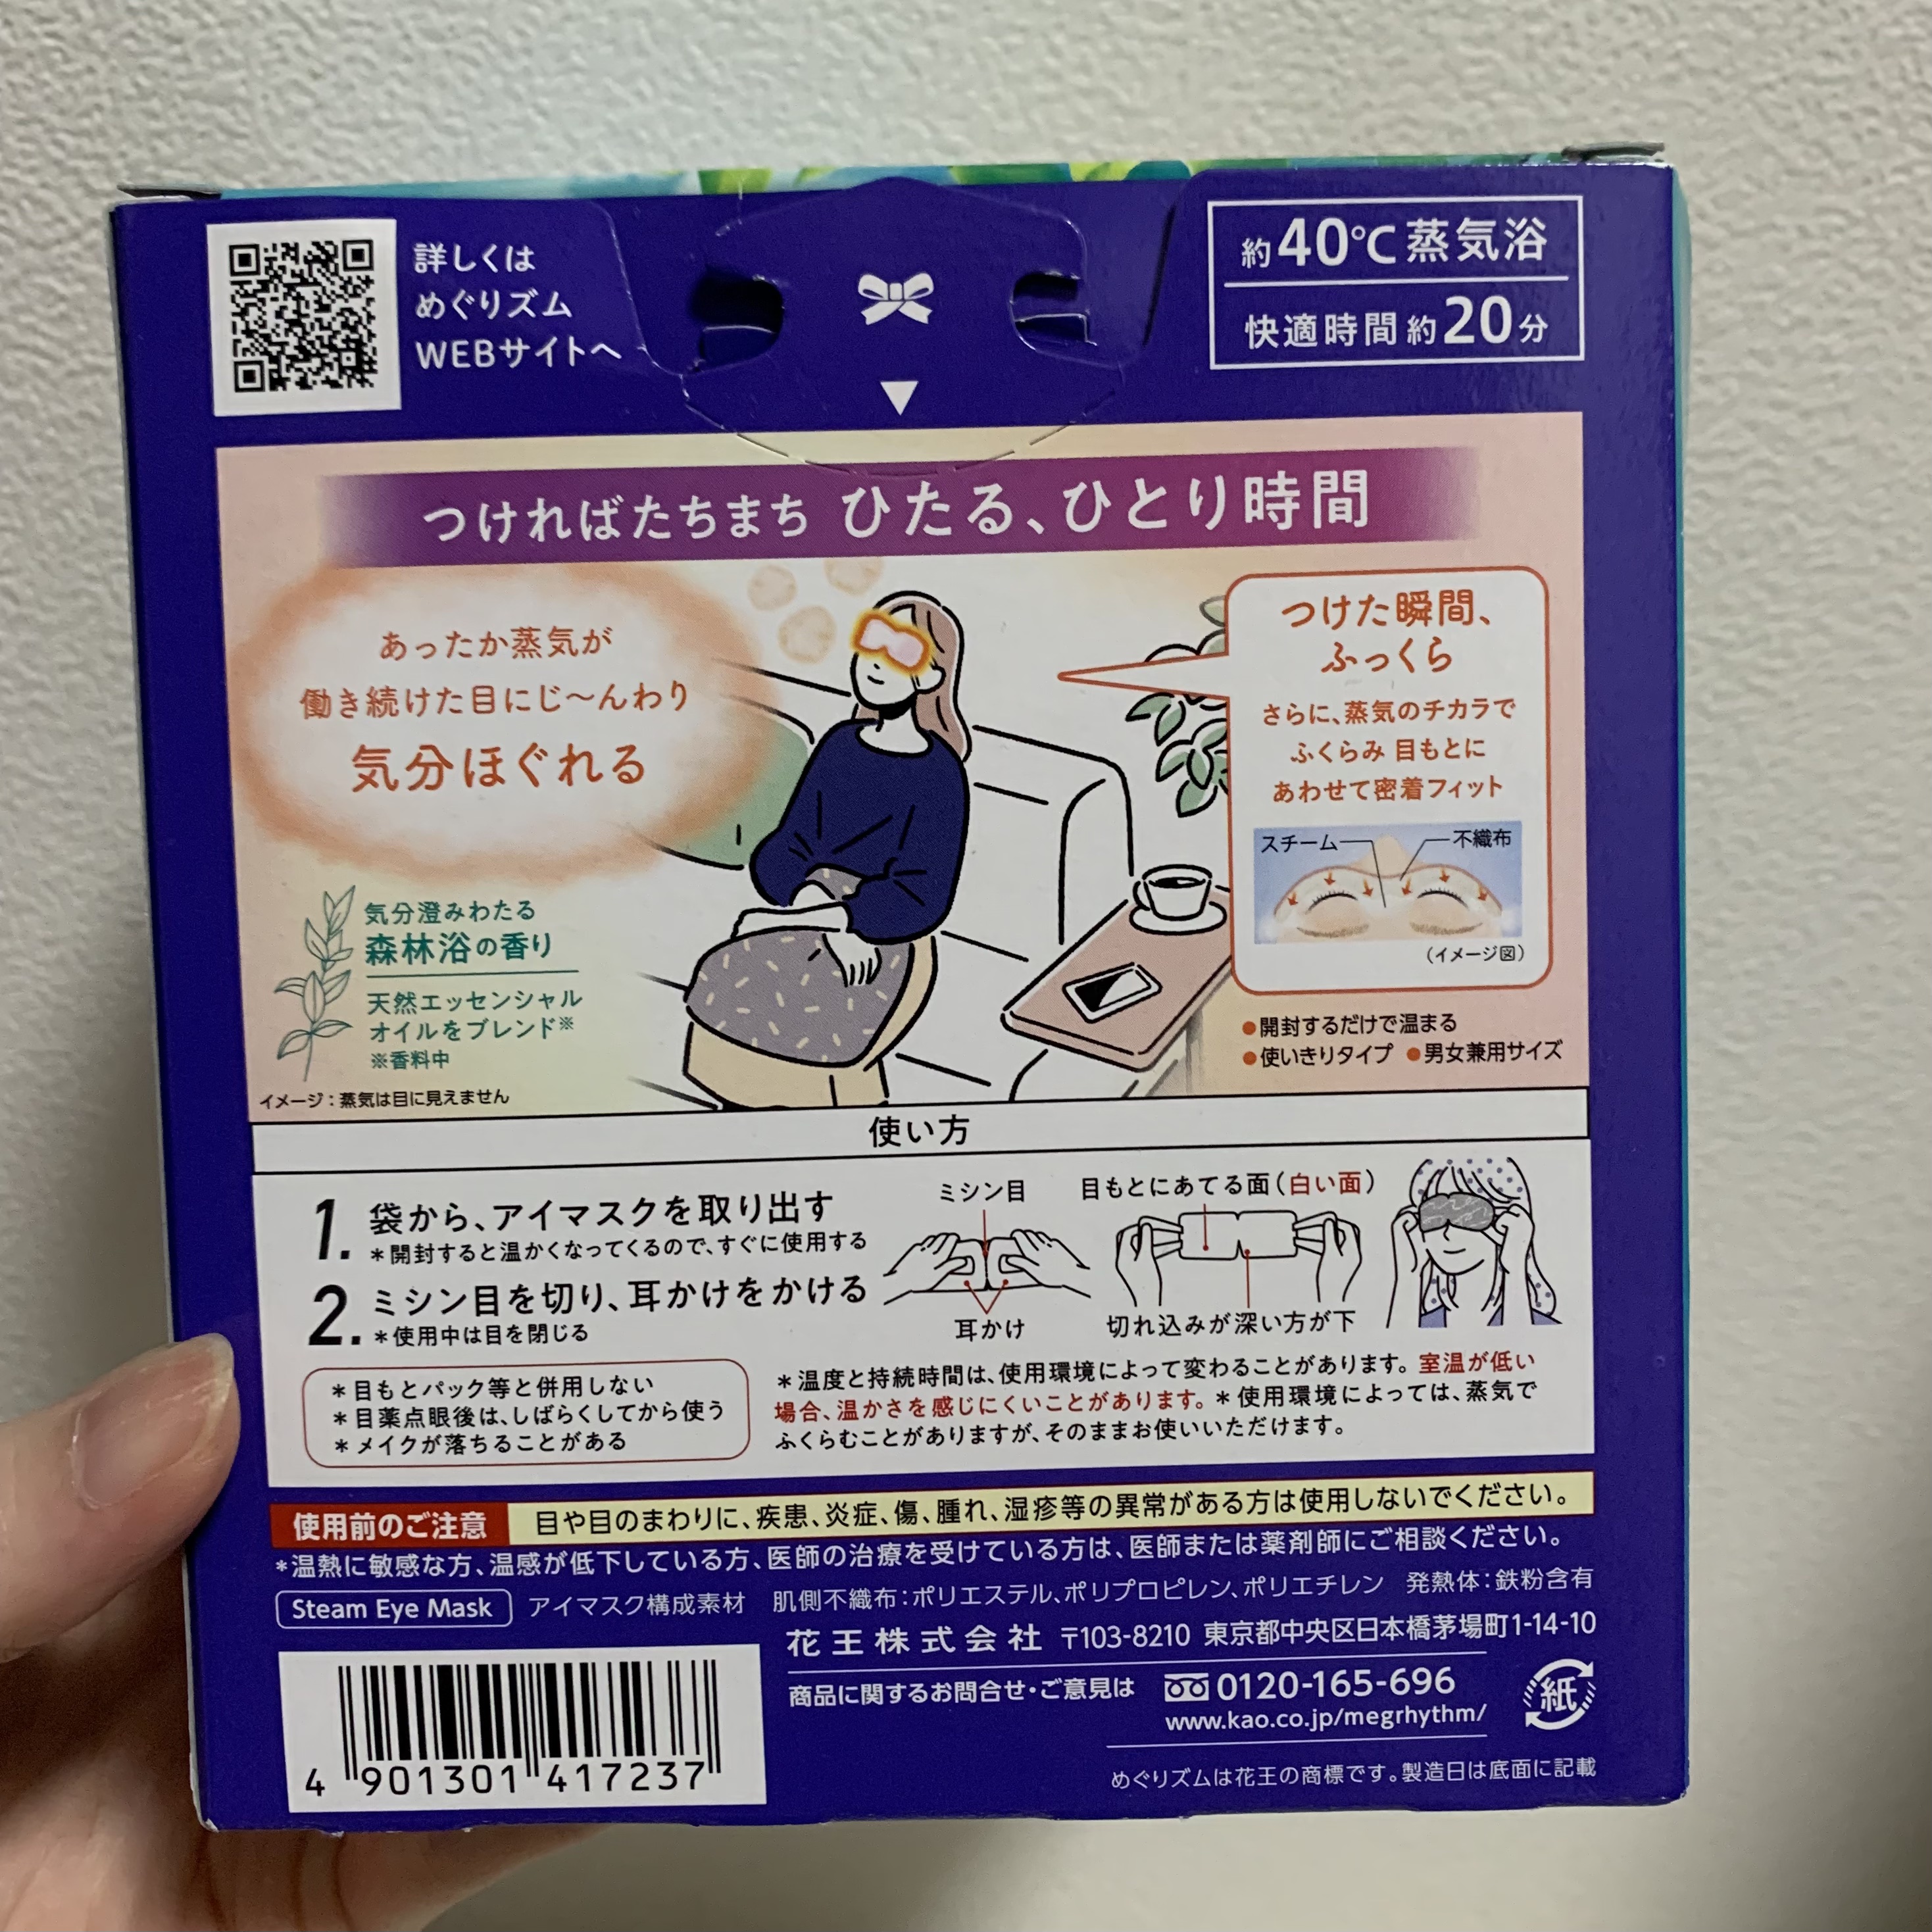 詳しくは
めぐりズム
WEBサイトへ
約40℃蒸気浴
快適時間約20分
つければたちまち ひたる、ひとり時間
あったか蒸気が
働き続けた目にじ〜んわり
気分ほぐれる
つけた瞬間、
ふっくら
さらに、蒸気のチカラで
ふくらみ 目もとに
あわせて密着フィット
スチーム
不織布
(イメージ図)
気分澄みわたる
森林浴の香り
天然エッセンシャル
オイルをブレンド※
※香料中
●開封するだけで温まる
●使いきりタイプ ●男女兼用サイズ
イメージ:蒸気は目に見えません
使い方
1. 袋から、アイマスクを取り出す
*開封すると温かくなってくるので、すぐに使用する
2. ミシン目を切り、耳かけをかける
*使用中は目を閉じる
ミシン目
耳かけ
目もとにあてる面(白い面)
切れ込みが深い方が下
*目もとパック等と併用しない
*目薬点眼後は、しばらくしてから使う
*メイクが落ちることがある
*温度と持続時間は、使用環境によって変わることがあります。室温が低い
場合、温かさを感じにくいことがあります。*使用環境によっては、蒸気で
ふくらむことがありますが、そのままお使いいただけます。
使用前のご注意 目や目のまわりに、疾患、炎症、傷、腫れ、湿疹等の異常がある方は使用しないでください。
*温熱に敏感な方、温感が低下している方、医師の治療を受けている方は、医師または薬剤師にご相談ください。
Steam Eye Mask アイマスク構成素材 肌側不織布:ポリエステル、ポリプロピレン、ポリエチレン 発熱体:鉄粉含有
花王株式会社 〒103-8210 東京都中央区日本橋茅場町1-14-10
商品に関するお問合せ・ご意見は 0120-165-696
www.kao.co.jp/megrhythm/
紙
めぐりズムは花王の商標です。製造日は底面に記載
4 901301 417237